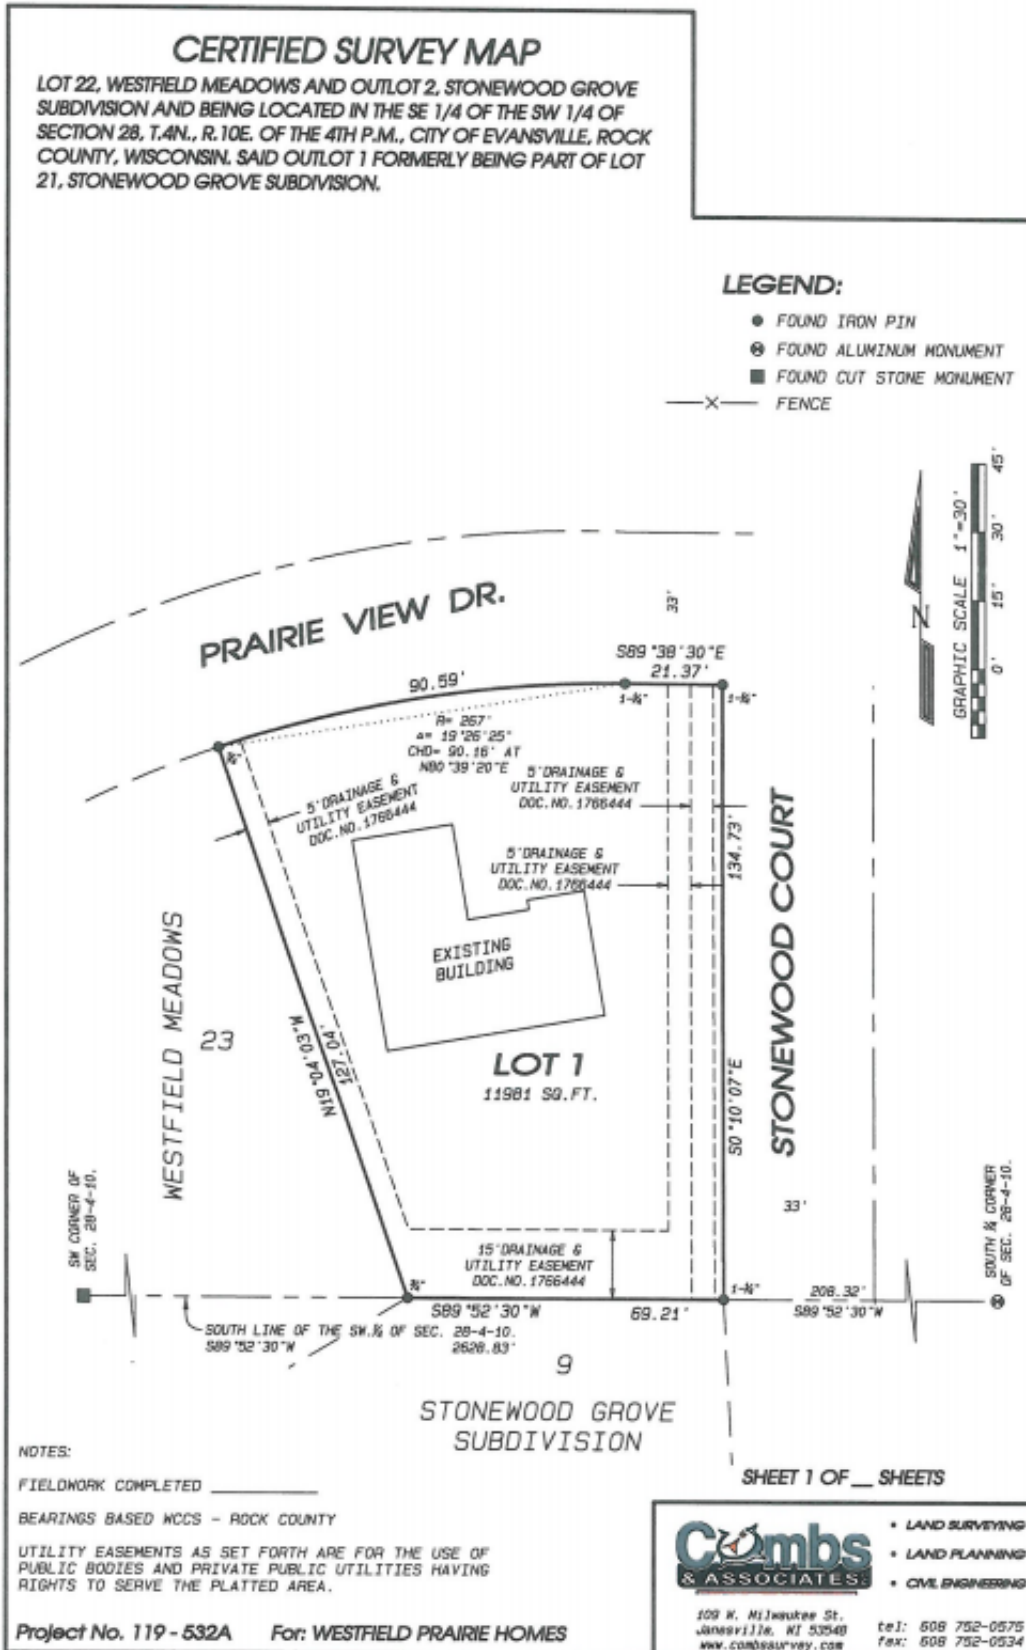 CERTIFIED SURVEY MAP
LOT 22, WESTFIELD MEADOWS AND OUTLOT 2, STONEWOOD GROVE
SUBDIVISION AND BEING LOCATED IN THE SE 1/4 OF THE SW 1/4 OF
SECTION 28, T.4N., R.10E. OF THE 4TH P.M., CITY OF EVANSVILLE, ROCK
COUNTY, WISCONSIN. SAID OUTLOT 1 FORMERLY BEING PART OF LOT
21, STONEWOOD GROVE SUBDIVISION.
LEGEND:
FOUND IRON PIN
FOUND ALUMINUM MONUMENT
FOUND CUT STONE MONUMENT
FENCE
GRAPHIC SCALE 1"=30'
0' 15' 30' 45'
N
PRAIRIE VIEW DR.
33'
S89°38'30"E
21.37'
90.59'
R= 267'
Δ= 19°26'25"
CHD= 90.16' AT
N80°39'20"E
1-¼"
1-¼"
¾"
5'DRAINAGE &
UTILITY EASEMENT
DOC.NO.1766444
5'DRAINAGE &
UTILITY EASEMENT
DOC.NO.1766444
5'DRAINAGE &
UTILITY EASEMENT
DOC.NO.1766444
134.73'
S0°10'07"E
STONEWOOD COURT
EXISTING
BUILDING
WESTFIELD MEADOWS
23
127.04'
N19°04'03"W
LOT 1
11981 SQ.FT.
33'
SW CORNER OF
SEC. 28-4-10.
SOUTH ¼ CORNER
OF SEC. 28-4-10.
15'DRAINAGE &
UTILITY EASEMENT
DOC.NO.1766444
¾"
1-¼"
S89°52'30"W
69.21'
208.32'
S89°52'30"W
SOUTH LINE OF THE SW.¼ OF SEC. 28-4-10.
S89°52'30"W
2628.83'
9
STONEWOOD GROVE
SUBDIVISION
NOTES:
FIELDWORK COMPLETED
BEARINGS BASED WCCS - ROCK COUNTY
UTILITY EASEMENTS AS SET FORTH ARE FOR THE USE OF
PUBLIC BODIES AND PRIVATE PUBLIC UTILITIES HAVING
RIGHTS TO SERVE THE PLATTED AREA.
Project No. 119 - 532A For: WESTFIELD PRAIRIE HOMES
SHEET 1 OF __ SHEETS
Combs
& ASSOCIATES
• LAND SURVEYING
• LAND PLANNING
• CIVIL ENGINEERING
109 W. Milwaukee St.
Janesville, WI 53548
www.combssurvey.com
tel: 608 752-0575
fax: 608 752-0534